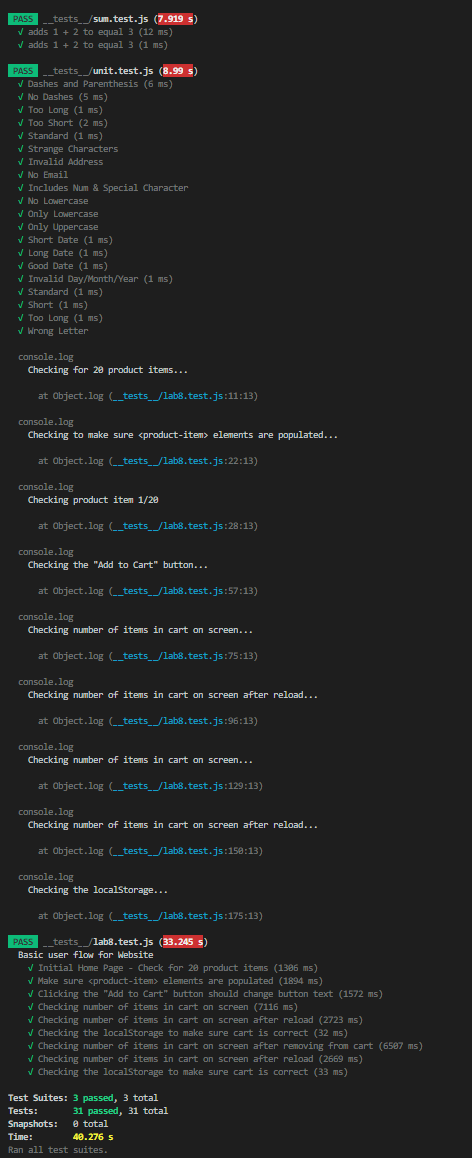 PASS __tests__/sum.test.js (7.919 s)
√ adds 1 + 2 to equal 3 (12 ms)
√ adds 1 + 2 to equal 3 (1 ms)
PASS __tests__/unit.test.js (8.99 s)
√ Dashes and Parenthesis (6 ms)
√ No Dashes (5 ms)
√ Too Long (1 ms)
√ Too Short (2 ms)
√ Standard (1 ms)
√ Strange Characters
√ Invalid Address
√ No Email
√ Includes Num & Special Character
√ No Lowercase
√ Only Lowercase
√ Only Uppercase
√ Short Date (1 ms)
√ Long Date (1 ms)
√ Good Date (1 ms)
√ Invalid Day/Month/Year (1 ms)
√ Standard (1 ms)
√ Short (1 ms)
√ Too Long (1 ms)
√ Wrong Letter
console.log
Checking for 20 product items...
at Object.log (__tests__/lab8.test.js:11:13)
console.log
Checking to make sure <product-item> elements are populated...
at Object.log (__tests__/lab8.test.js:22:13)
console.log
Checking product item 1/20
at Object.log (__tests__/lab8.test.js:28:13)
console.log
Checking the "Add to Cart" button...
at Object.log (__tests__/lab8.test.js:57:13)
console.log
Checking number of items in cart on screen...
at Object.log (__tests__/lab8.test.js:75:13)
console.log
Checking number of items in cart on screen after reload...
at Object.log (__tests__/lab8.test.js:96:13)
console.log
Checking number of items in cart on screen...
at Object.log (__tests__/lab8.test.js:129:13)
console.log
Checking number of items in cart on screen after reload...
at Object.log (__tests__/lab8.test.js:150:13)
console.log
Checking the localStorage...
at Object.log (__tests__/lab8.test.js:175:13)
PASS __tests__/lab8.test.js (33.245 s)
Basic user flow for Website
√ Initial Home Page - Check for 20 product items (1306 ms)
√ Make sure <product-item> elements are populated (1894 ms)
√ Clicking the "Add to Cart" button should change button text (1572 ms)
√ Checking number of items in cart on screen (7116 ms)
√ Checking number of items in cart on screen after reload (2723 ms)
√ Checking the localStorage to make sure cart is correct (32 ms)
√ Checking number of items in cart on screen after removing from cart (6507 ms)
√ Checking number of items in cart on screen after reload (2669 ms)
√ Checking the localStorage to make sure cart is correct (33 ms)
Test Suites: 3 passed, 3 total
Tests: 31 passed, 31 total
Snapshots: 0 total
Time: 40.276 s
Ran all test suites.